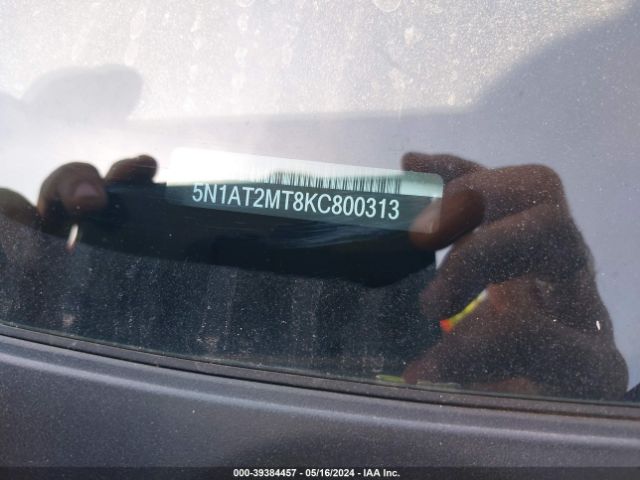 5N1AT2MT8KC800313
000-39384457 - 05/16/2024 - IAA Inc.